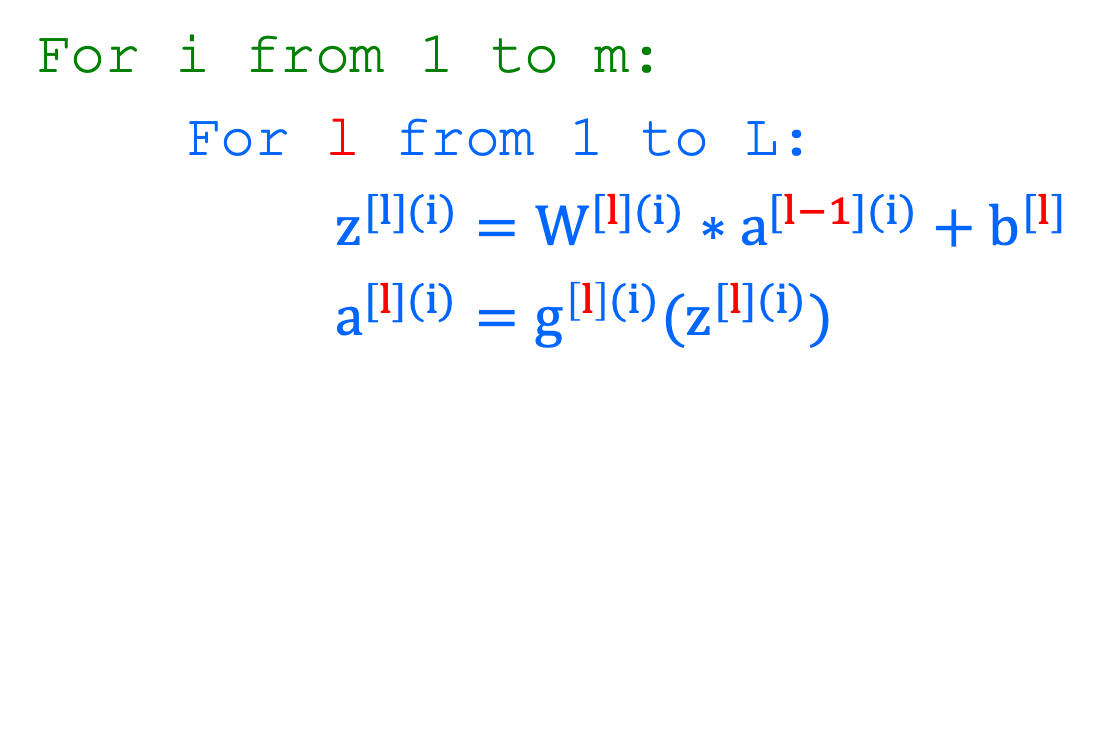 For i from 1 to m:
For l from 1 to L:
z^[l](i) = W^[l](i) * a^[l−1](i) + b^[l]
a^[l](i) = g^[l](i)(z^[l](i))